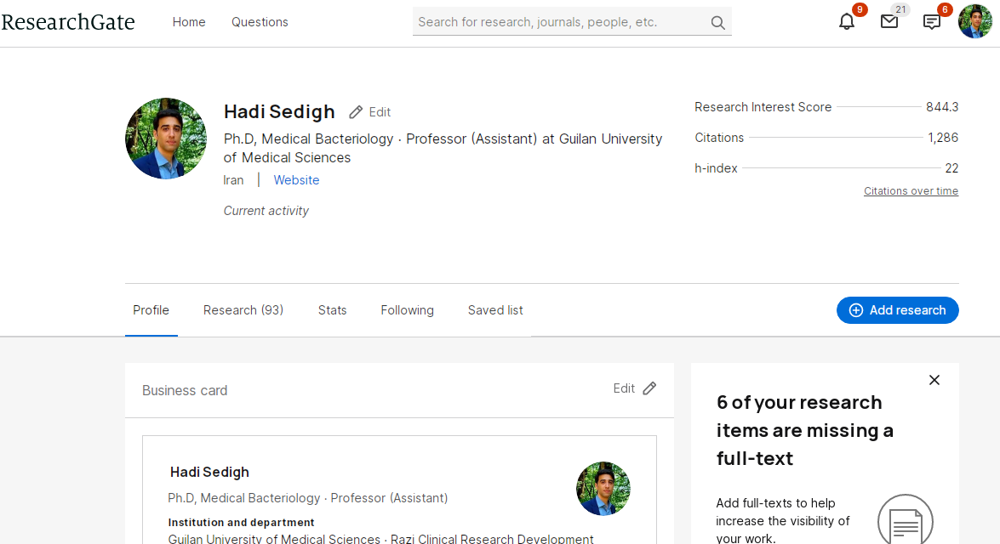 ResearchGate
Home
Questions
Search for research, journals, people, etc.
9
21
6
Hadi Sedigh
Edit
Ph.D, Medical Bacteriology · Professor (Assistant) at Guilan University
of Medical Sciences
Iran
Website
Current activity
Research Interest Score 844.3
Citations 1,286
h-index 22
Citations over time
Profile
Research (93)
Stats
Following
Saved list
Add research
Business card
Edit
Hadi Sedigh
Ph.D, Medical Bacteriology · Professor (Assistant)
Institution and department
Guilan University of Medical Sciences · Razi Clinical Research Development
6 of your research
items are missing a
full-text
Add full-texts to help
increase the visibility of
your work.